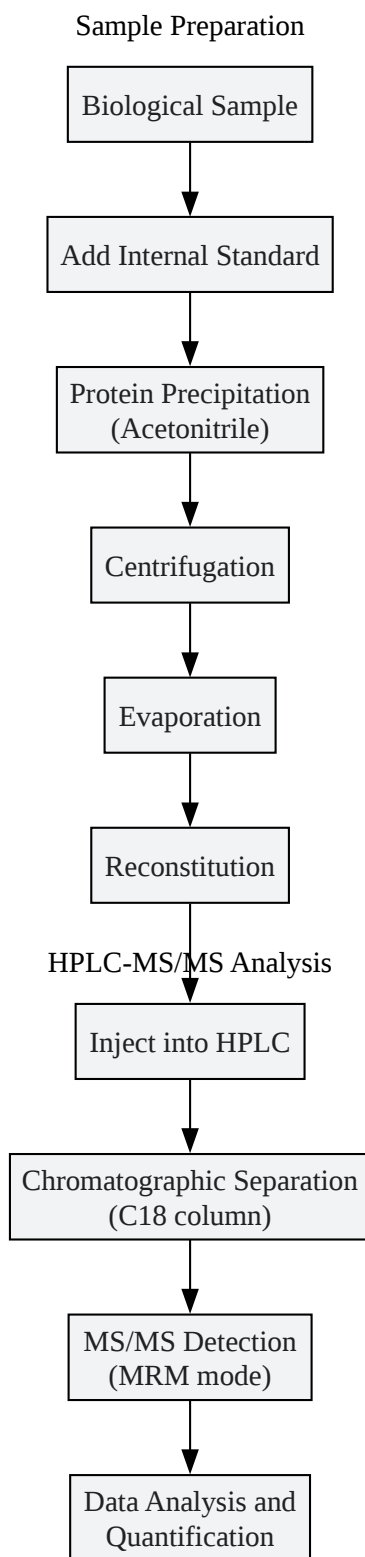 Sample Preparation
Biological Sample
Add Internal Standard
Protein Precipitation
(Acetonitrile)
Centrifugation
Evaporation
Reconstitution
HPLC-MS/MS Analysis
Inject into HPLC
Chromatographic Separation
(C18 column)
MS/MS Detection
(MRM mode)
Data Analysis and
Quantification